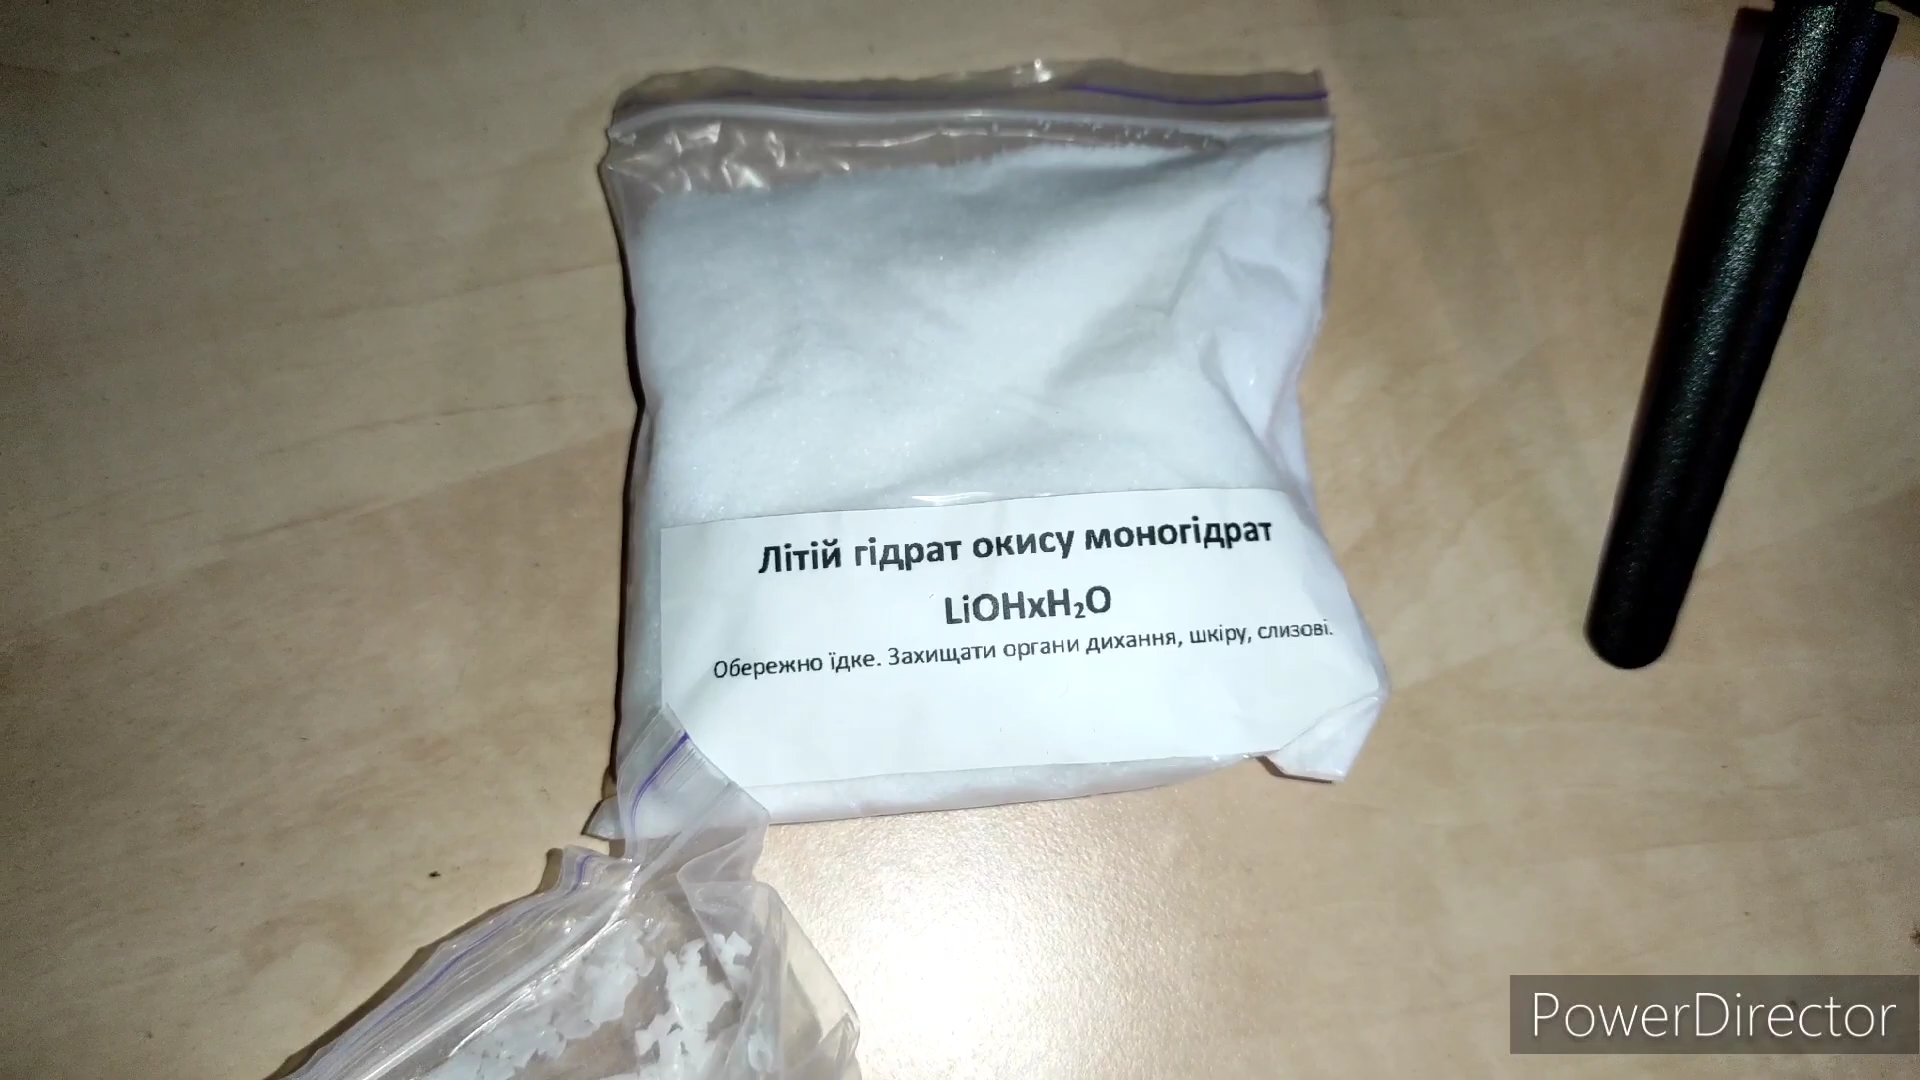 Літій гідрат окису моногідрат
LiOHxH₂O
Обережно їдке. Захищати органи дихання, шкіру, слизові.
PowerDirector